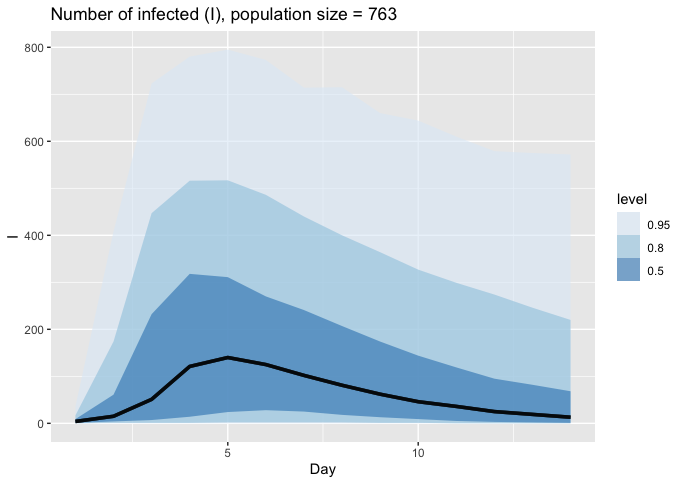 Number of infected (I), population size = 763
800
600
400
200
0
I
5
10
Day
level
0.95
0.8
0.5